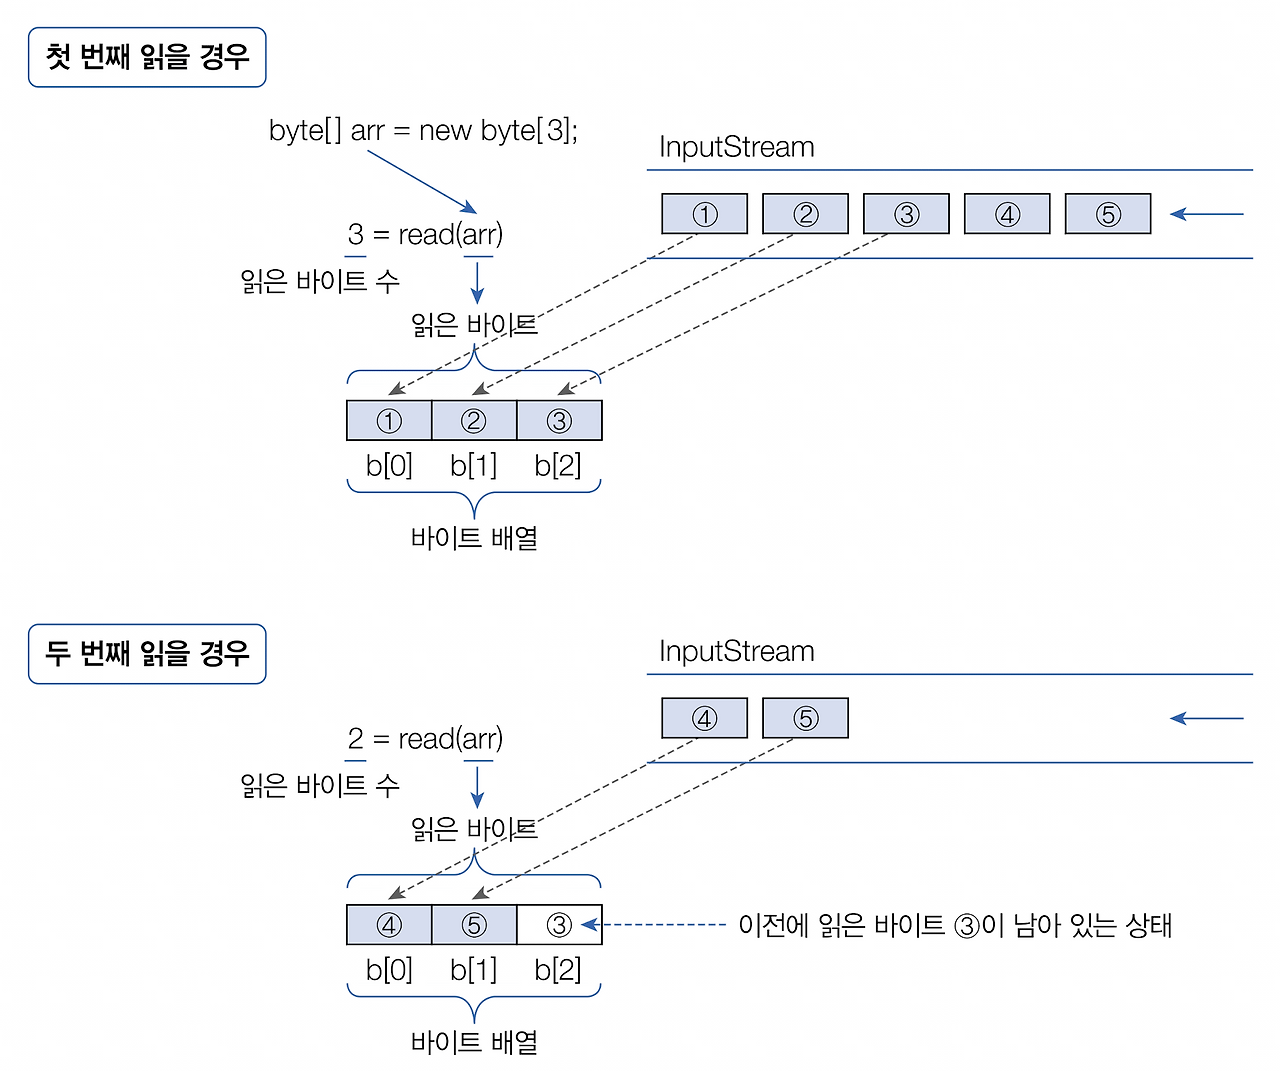 첫 번째 읽을 경우
byte[] arr = new byte[3];
InputStream
① ② ③ ④ ⑤
3 = read(arr)
읽은 바이트 수
읽은 바이트
① ② ③
b[0] b[1] b[2]
바이트 배열
두 번째 읽을 경우
InputStream
④ ⑤
2 = read(arr)
읽은 바이트 수
읽은 바이트
④ ⑤ ③
이전에 읽은 바이트 ③이 남아 있는 상태
b[0] b[1] b[2]
바이트 배열